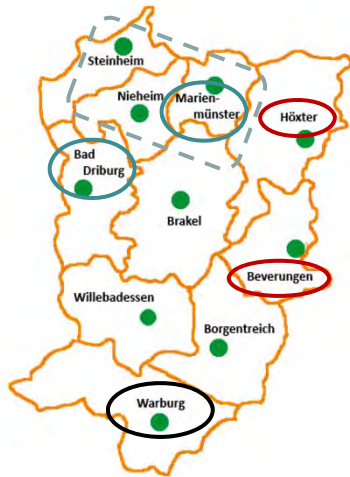 Steinheim
Nieheim
Marien-
münster
Höxter
Bad
Driburg
Brakel
Beverungen
Willebadessen
Borgentreich
Warburg